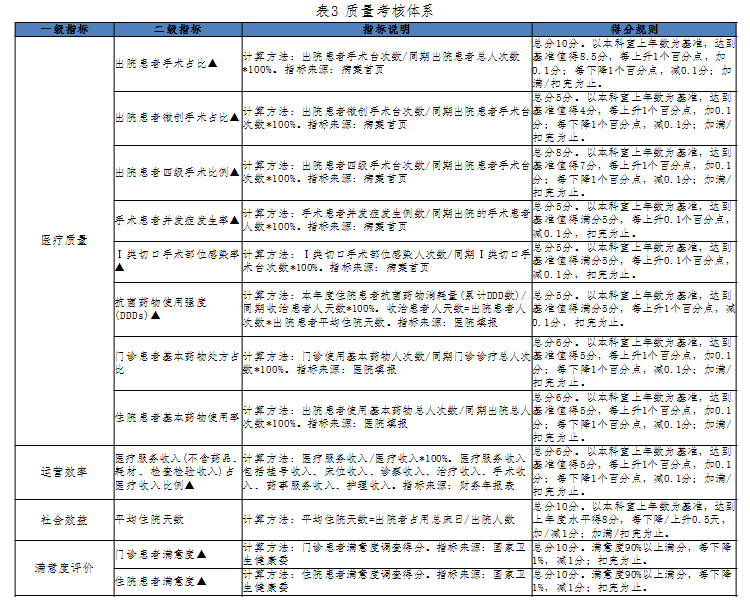 表3 质量考核体系
一级指标 二级指标 指标说明 得分规则
医疗质量
出院患者手术占比▲
计算方法：出院患者手术台次数/同期出院患者总人次数
*100%。指标来源：病案首页
总分10分。以本科室上年数为基准，达到
基准值得8.5分，每上升1个百分点，加
0.1分；每下降1个百分点，减0.1分；加
满/扣完为止。
出院患者微创手术占比▲
计算方法：出院患者微创手术台次数/同期出院患者手术台
次数*100%。指标来源：病案首页
总分5分。以本科室上年数为基准，达到
基准值得4分，每上升1个百分点，加0.1
分；每下降1个百分点，减0.1分；加满/
扣完为止。
出院患者四级手术比例▲
计算方法：出院患者四级手术台次数/同期出院患者手术台
次数*100%。指标来源：病案首页
总分8分。以本科室上年数为基准，达到
基准值得7分，每上升1个百分点，加0.1
分；每下降1个百分点，减0.1分；加满/
扣完为止。
手术患者并发症发生率▲
计算方法：手术患者并发症发生例数/同期出院的手术患者
人数*100%。指标来源：病案首页
总分5分。以本科室上年数为基准，达到
基准值得满分5分，每上升0.1个百分点，
减0.1分，扣完为止。
Ⅰ类切口手术部位感染率
▲
计算方法：Ⅰ类切口手术部位感染人次数/同期Ⅰ类切口手
术台次数*100%。指标来源：病案首页
总分5分。以本科室上年数为基准，达到
基准值得满分5分，每上升0.1个百分点，
减0.1分，扣完为止。
抗菌药物使用强度
(DDDs)▲
计算方法：本年度住院患者抗菌药物消耗量(累计DDD数)/
同期收治患者人天数*100%。收治患者人天数=出院患者人
次数*出院患者平均住院天数。指标来源：医院填报
总分5分。以本科室上年数为基准，达到
基准值得满分5分，每上升1个百分点，减
0.1分，扣完为止。
门诊患者基本药物处方占
比
计算方法：门诊使用基本药物人次数/同期门诊诊疗总人次
数*100%。指标来源：医院填报
总分6分。以本科室上年数为基准，达到
基准值得5分，每上升1个百分点，加0.1
分；每下降1个百分点，减0.1分；加满/
扣完为止。
住院患者基本药物使用率
计算方法：出院患者使用基本药物总人次数/同期出院总人
次数*100%。指标来源：医院填报
总分6分。以本科室上年数为基准，达到
基准值得5分，每上升1个百分点，加0.1
分；每下降1个百分点，减0.1分；加满/
扣完为止。
运营效率
医疗服务收入(不含药品、
耗材、检查检验收入)占
医疗收入比例▲
计算方法：医疗服务收入/医疗收入*100%。医疗服务收入
包括挂号收入、床位收入、诊察收入、治疗收入、手术收
入、药事服务收入、护理收入。指标来源：财务年报表
总分6分。以本科室上年数为基准，达到
基准值得5分，每上升1个百分点，加0.1
分；每下降1个百分点，减0.1分；加满/
扣完为止。
社会效益
平均住院天数
计算方法：平均住院天数=出院者占用总床日/出院人数
总分10分。以本科室上年数为基准，达到
上年度水平得8分，每下降/上升0.5天，
加/减1分；加满/扣完为止。
满意度评价
门诊患者满意度▲
计算方法：门诊患者满意度调查得分。指标来源：国家卫
生健康委
总分10分。满意度90%以上满分，每下降
1%，减1分；扣完为止。
住院患者满意度▲
计算方法：住院患者满意度调查得分。指标来源：国家卫
生健康委
总分10分。满意度90%以上满分，每下降
1%，减1分；扣完为止。